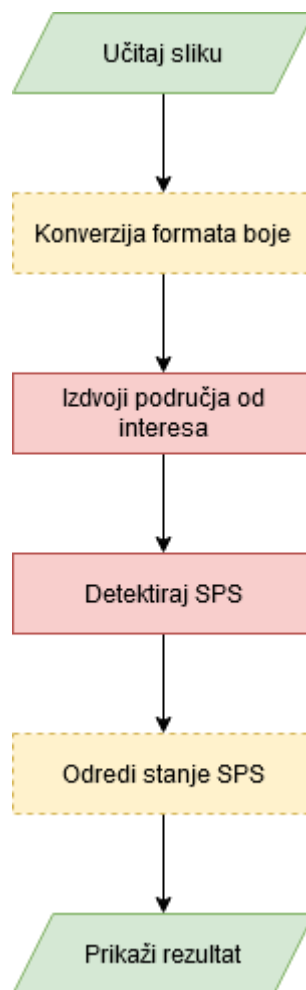 Učitaj sliku
Konverzija formata boje
Izdvoji područja od
interesa
Detektiraj SPS
Odredi stanje SPS
Prikaži rezultat